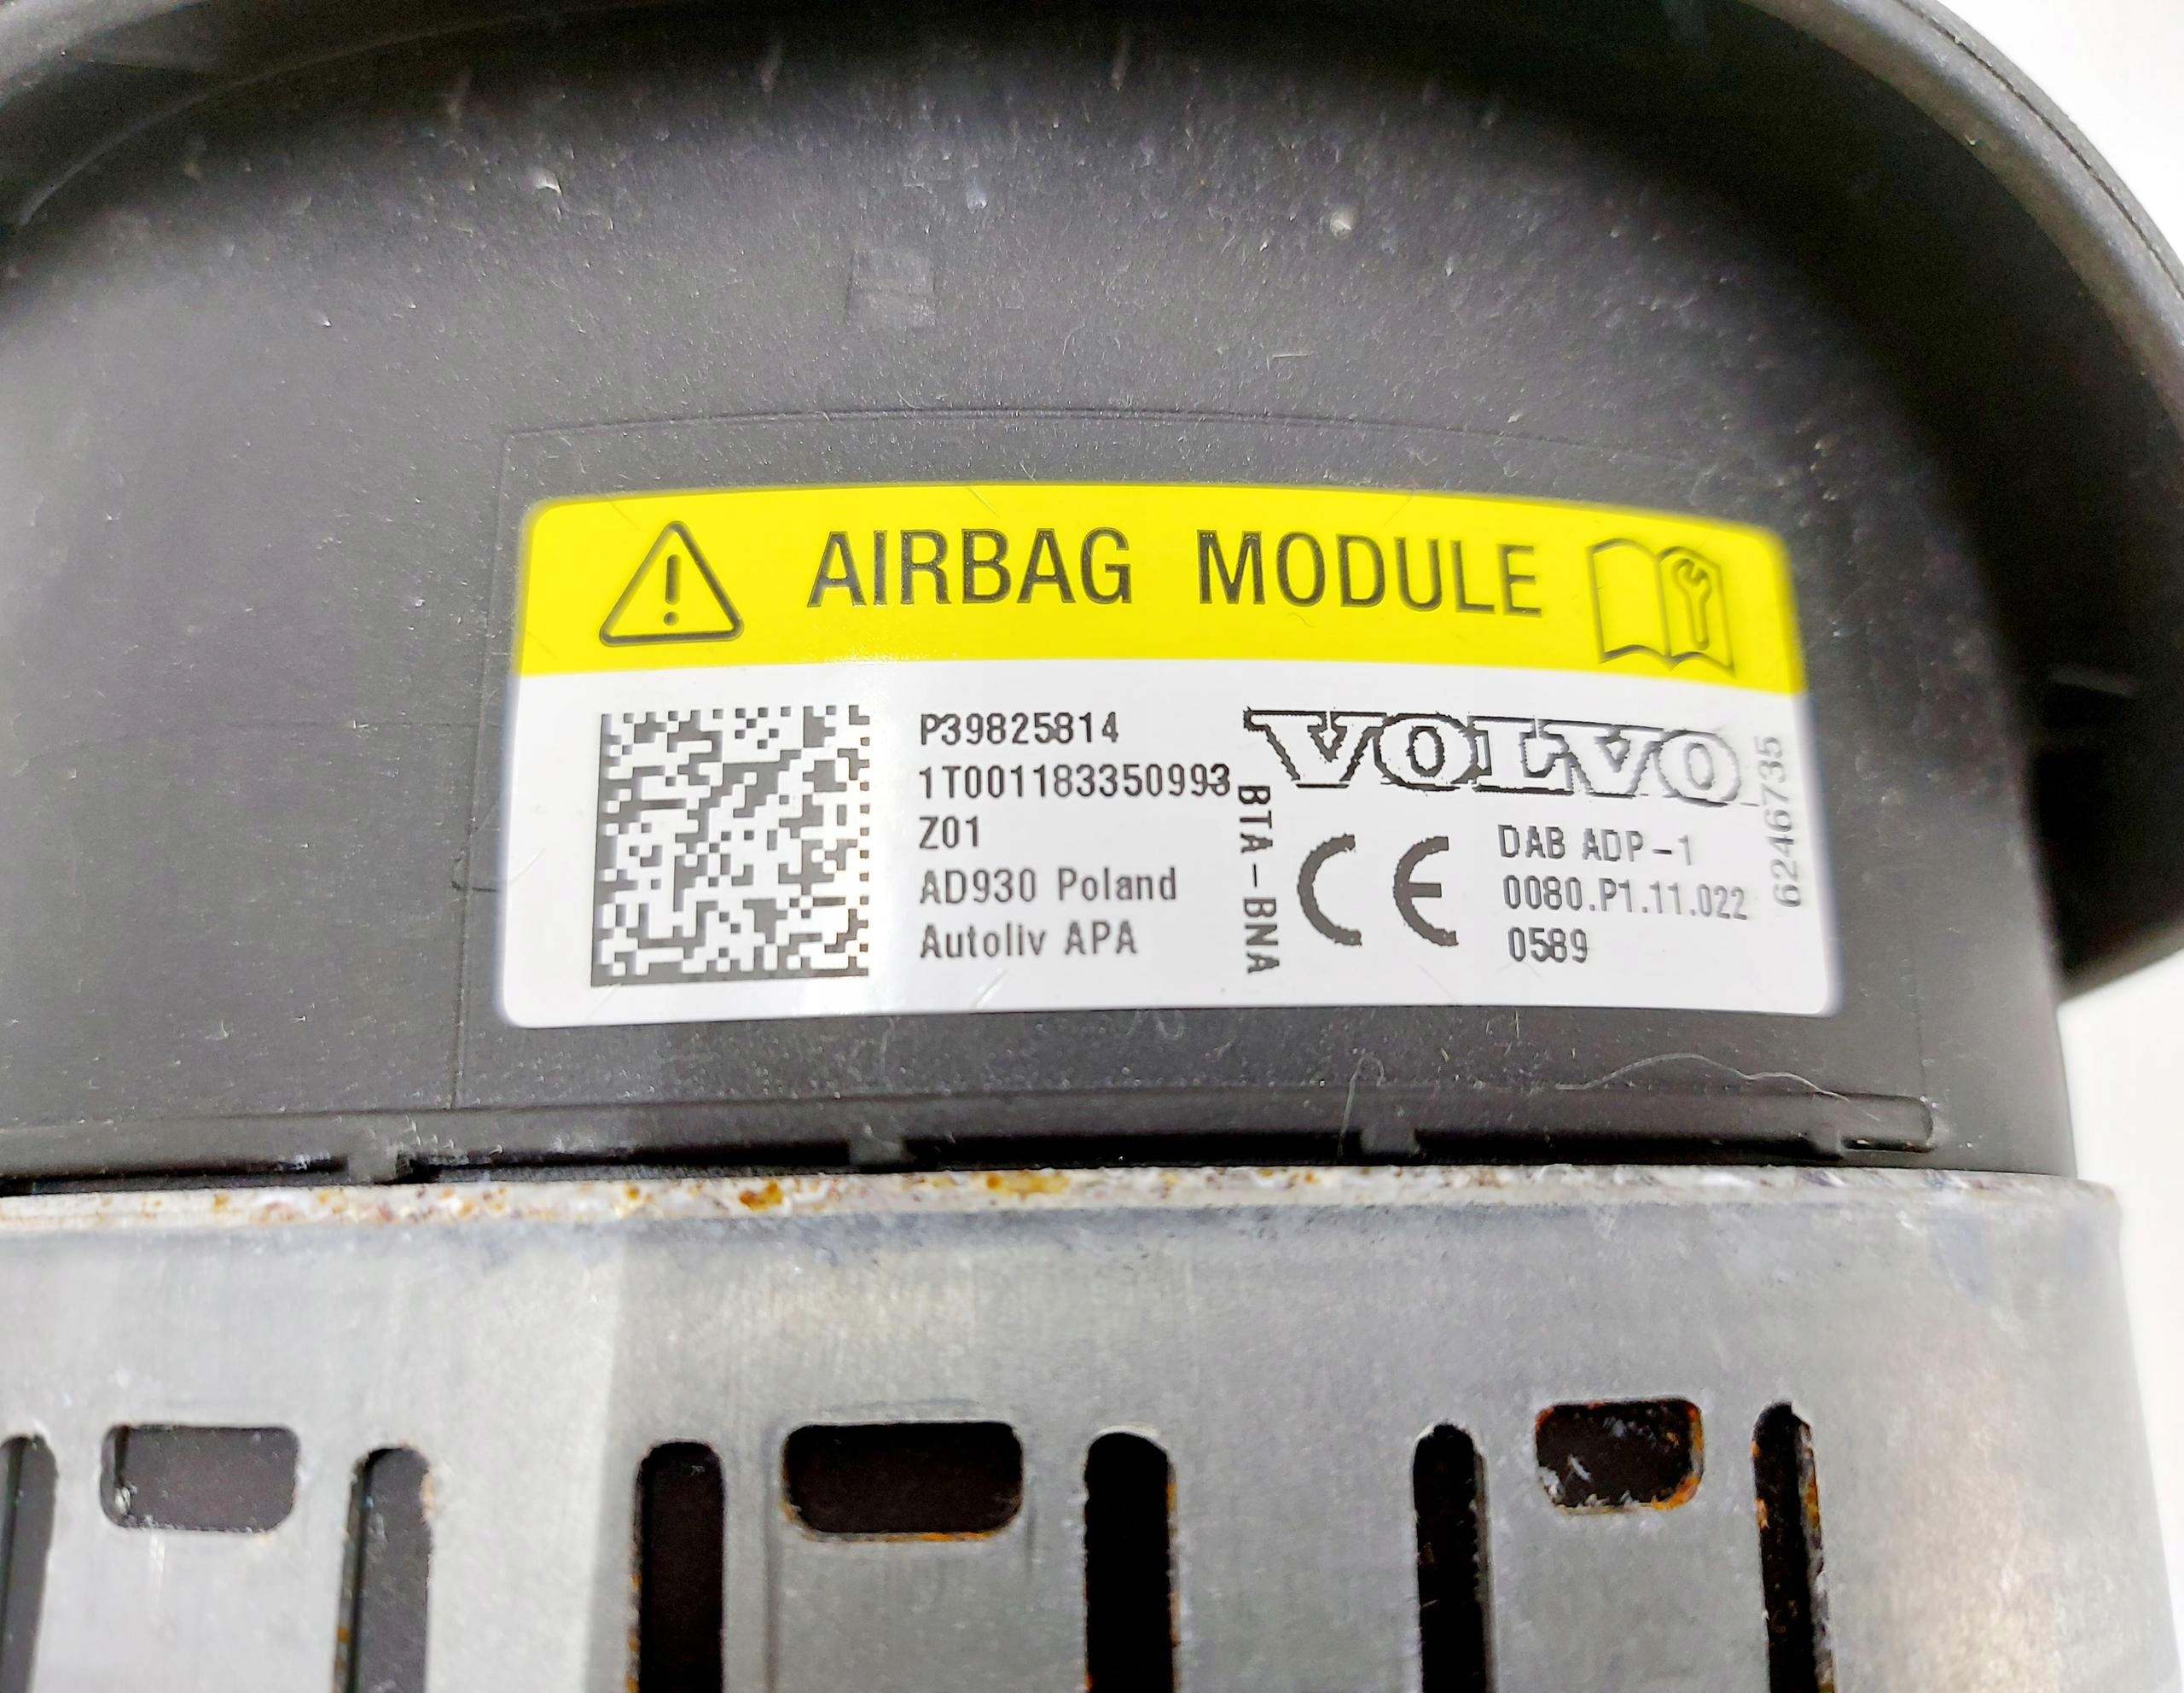 AIRBAG MODULE
P39825814
1T001183350993
Z01
AD930 Poland
Autoliv APA
BTA-BNA
VOLVO
CE
DAB ADP-1
0080.P1.11.022
0589
6246735